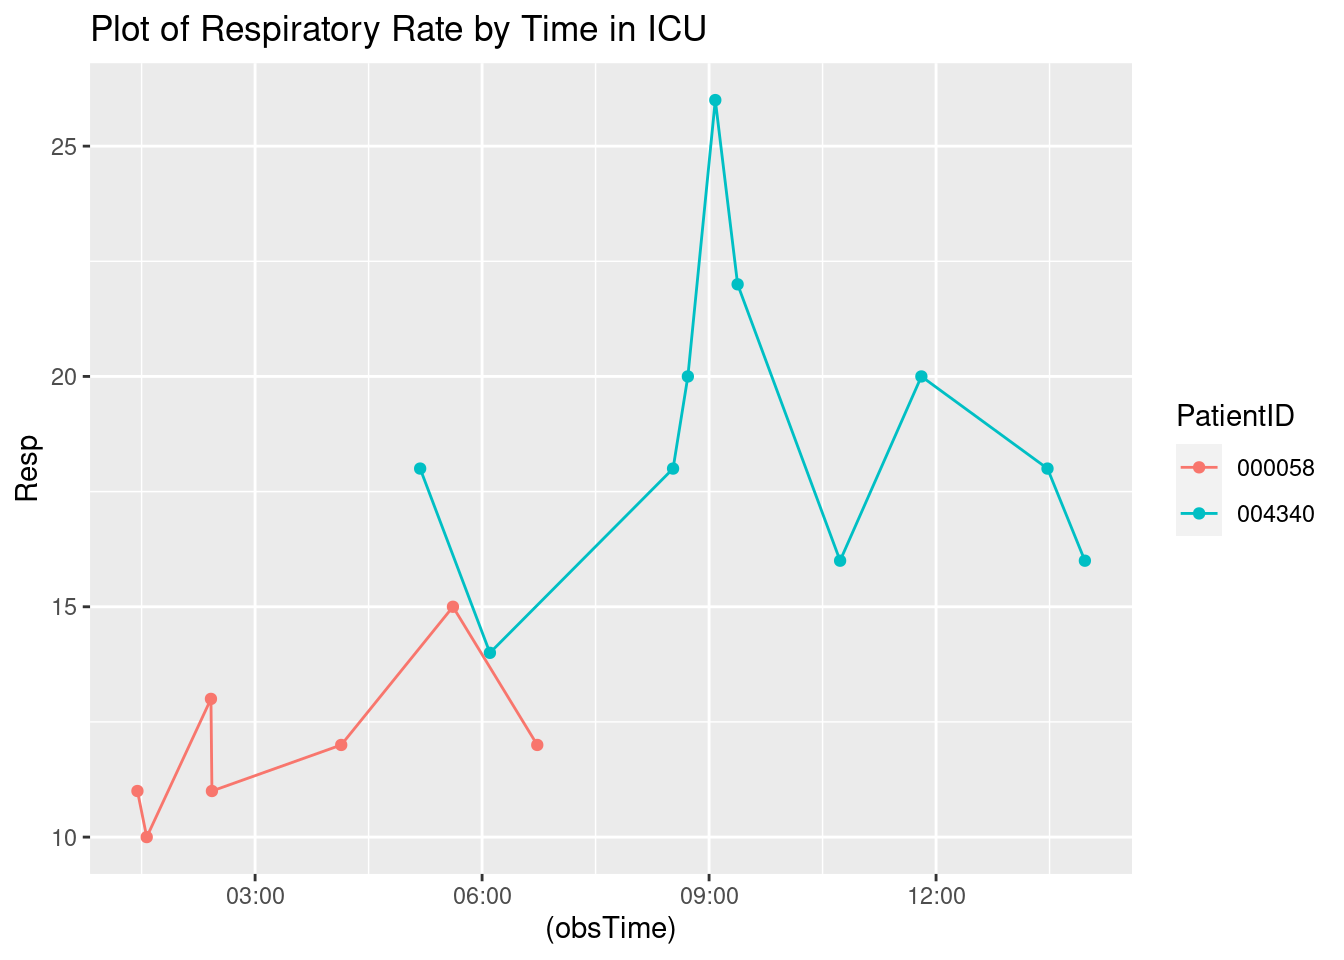 Plot of Respiratory Rate by Time in ICU
25
20
15
10
Resp
03:00 06:00 09:00 12:00
(obsTime)
PatientID
000058
004340